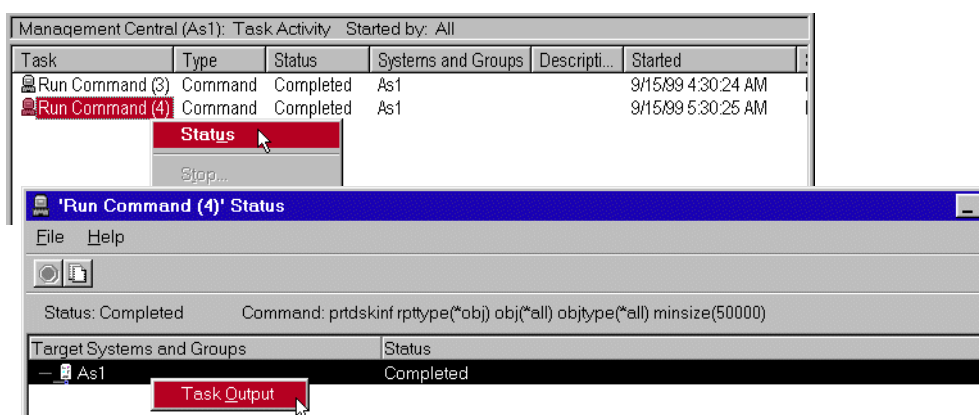 Management Central (As1): Task Activity Started by: All
Task Type Status Systems and Groups Descripti... Started
Run Command (3) Command Completed As1 9/15/99 4:30:24 AM
Run Command (4) Command Completed As1 9/15/99 5:30:25 AM
Status
Stop...
'Run Command (4)' Status
File Help
Status: Completed Command: prtdskinf rpttype(*obj) obj(*all) objtype(*all) minsize(50000)
Target Systems and Groups Status
As1 Completed
Task Output